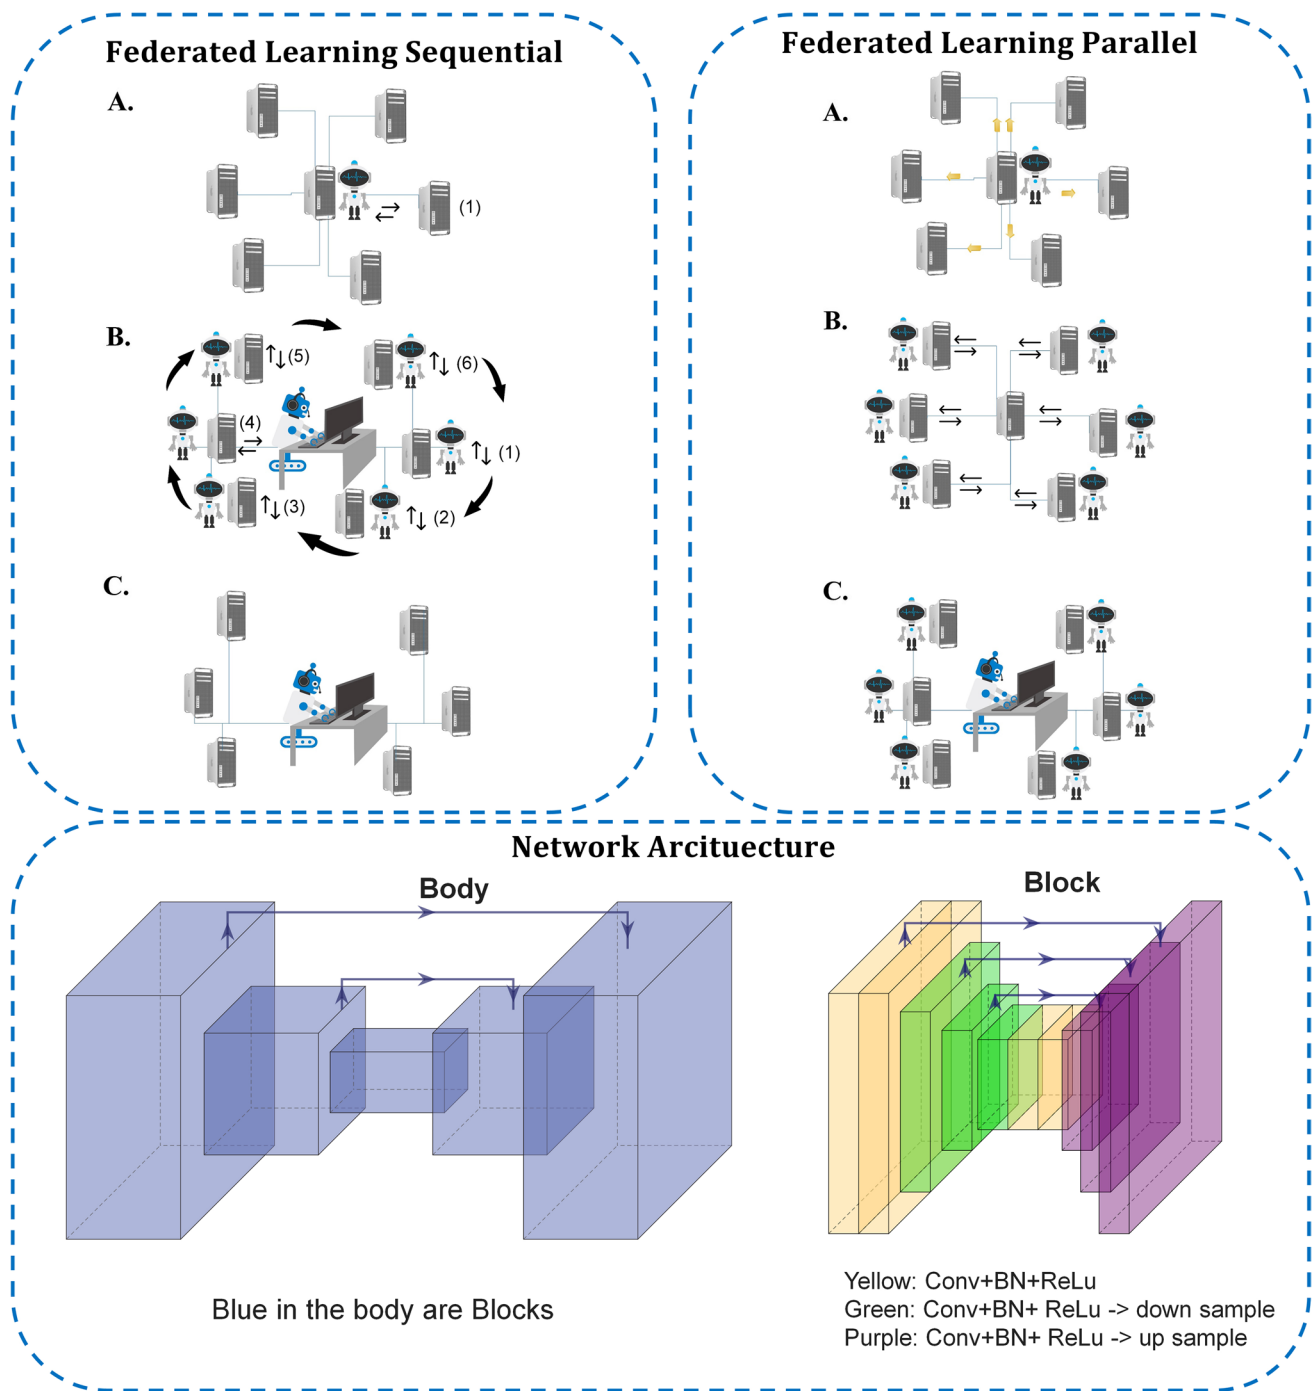 Federated Learning Sequential
A.
(1)
B.
(5)
(6)
(4)
(1)
(3)
(2)
C.
Federated Learning Parallel
A.
B.
C.
Network Arcituecture
Body
Block
Blue in the body are Blocks
Yellow: Conv+BN+ReLu
Green: Conv+BN+ ReLu -> down sample
Purple: Conv+BN+ ReLu -> up sample